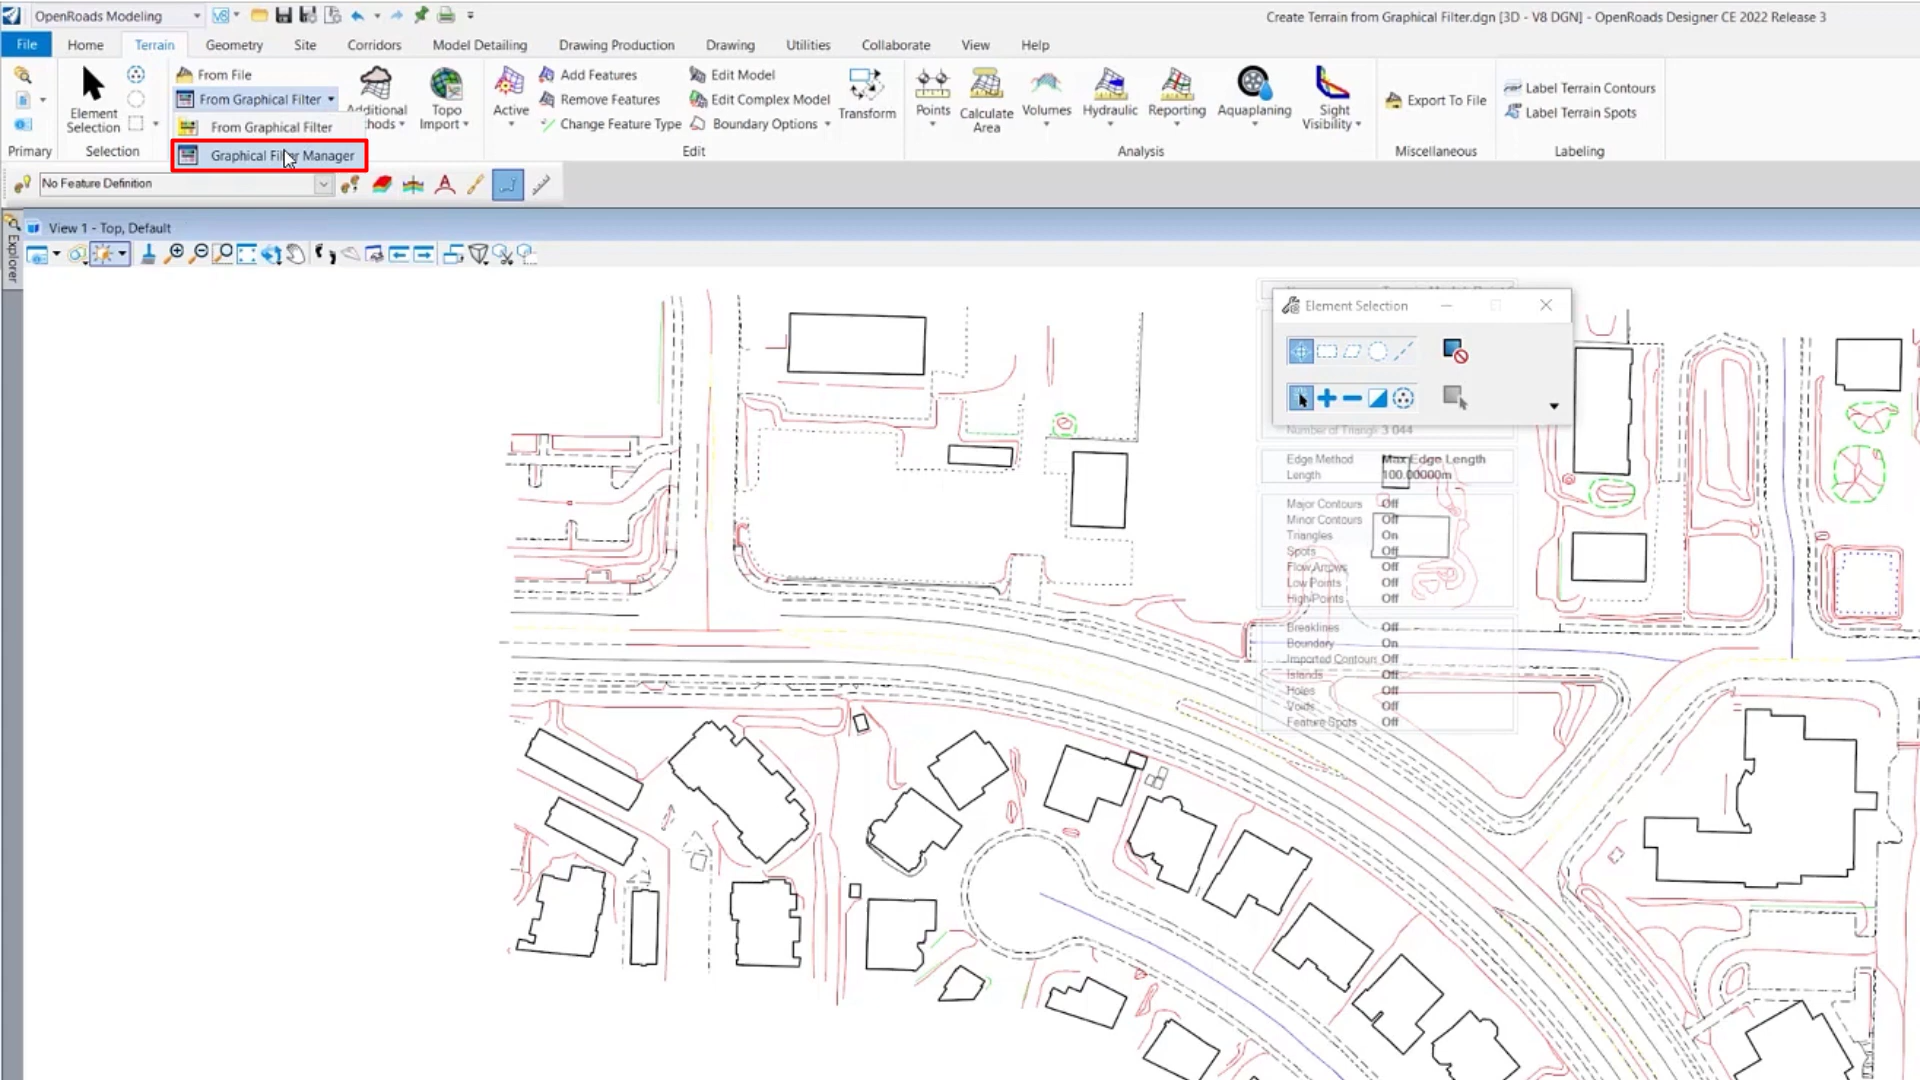 OpenRoads Modeling
Create Terrain from Graphical Filter.dgn [3D - V8 DGN] - OpenRoads Designer CE 2022 Release 3
File Home Terrain Geometry Site Corridors Model Detailing Drawing Production Drawing Utilities Collaborate View Help
Primary
Element
Selection
Selection
From File
From Graphical Filter
From Graphical Filter
Graphical Filter Manager
Additional
Topo
Import
Active
Add Features
Remove Features
Change Feature Type
Edit Model
Edit Complex Model
Boundary Options
Transform
Edit
Points
Calculate
Area
Volumes
Hydraulic
Reporting
Aquaplaning
Sight
Visibility
Analysis
Export To File
Miscellaneous
Label Terrain Contours
Label Terrain Spots
Labeling
No Feature Definition
Explorer
View 1 - Top, Default
Element Selection
Number of Triangl 3 044
Edge Method Max Edge Length
Length 100.00000m
Major Contours Off
Minor Contours Off
Triangles On
Spots Off
Flow Arrows Off
Low Points Off
High Points Off
Breaklines Off
Boundary On
Imported Contours Off
Islands Off
Holes Off
Voids Off
Feature Spots Off